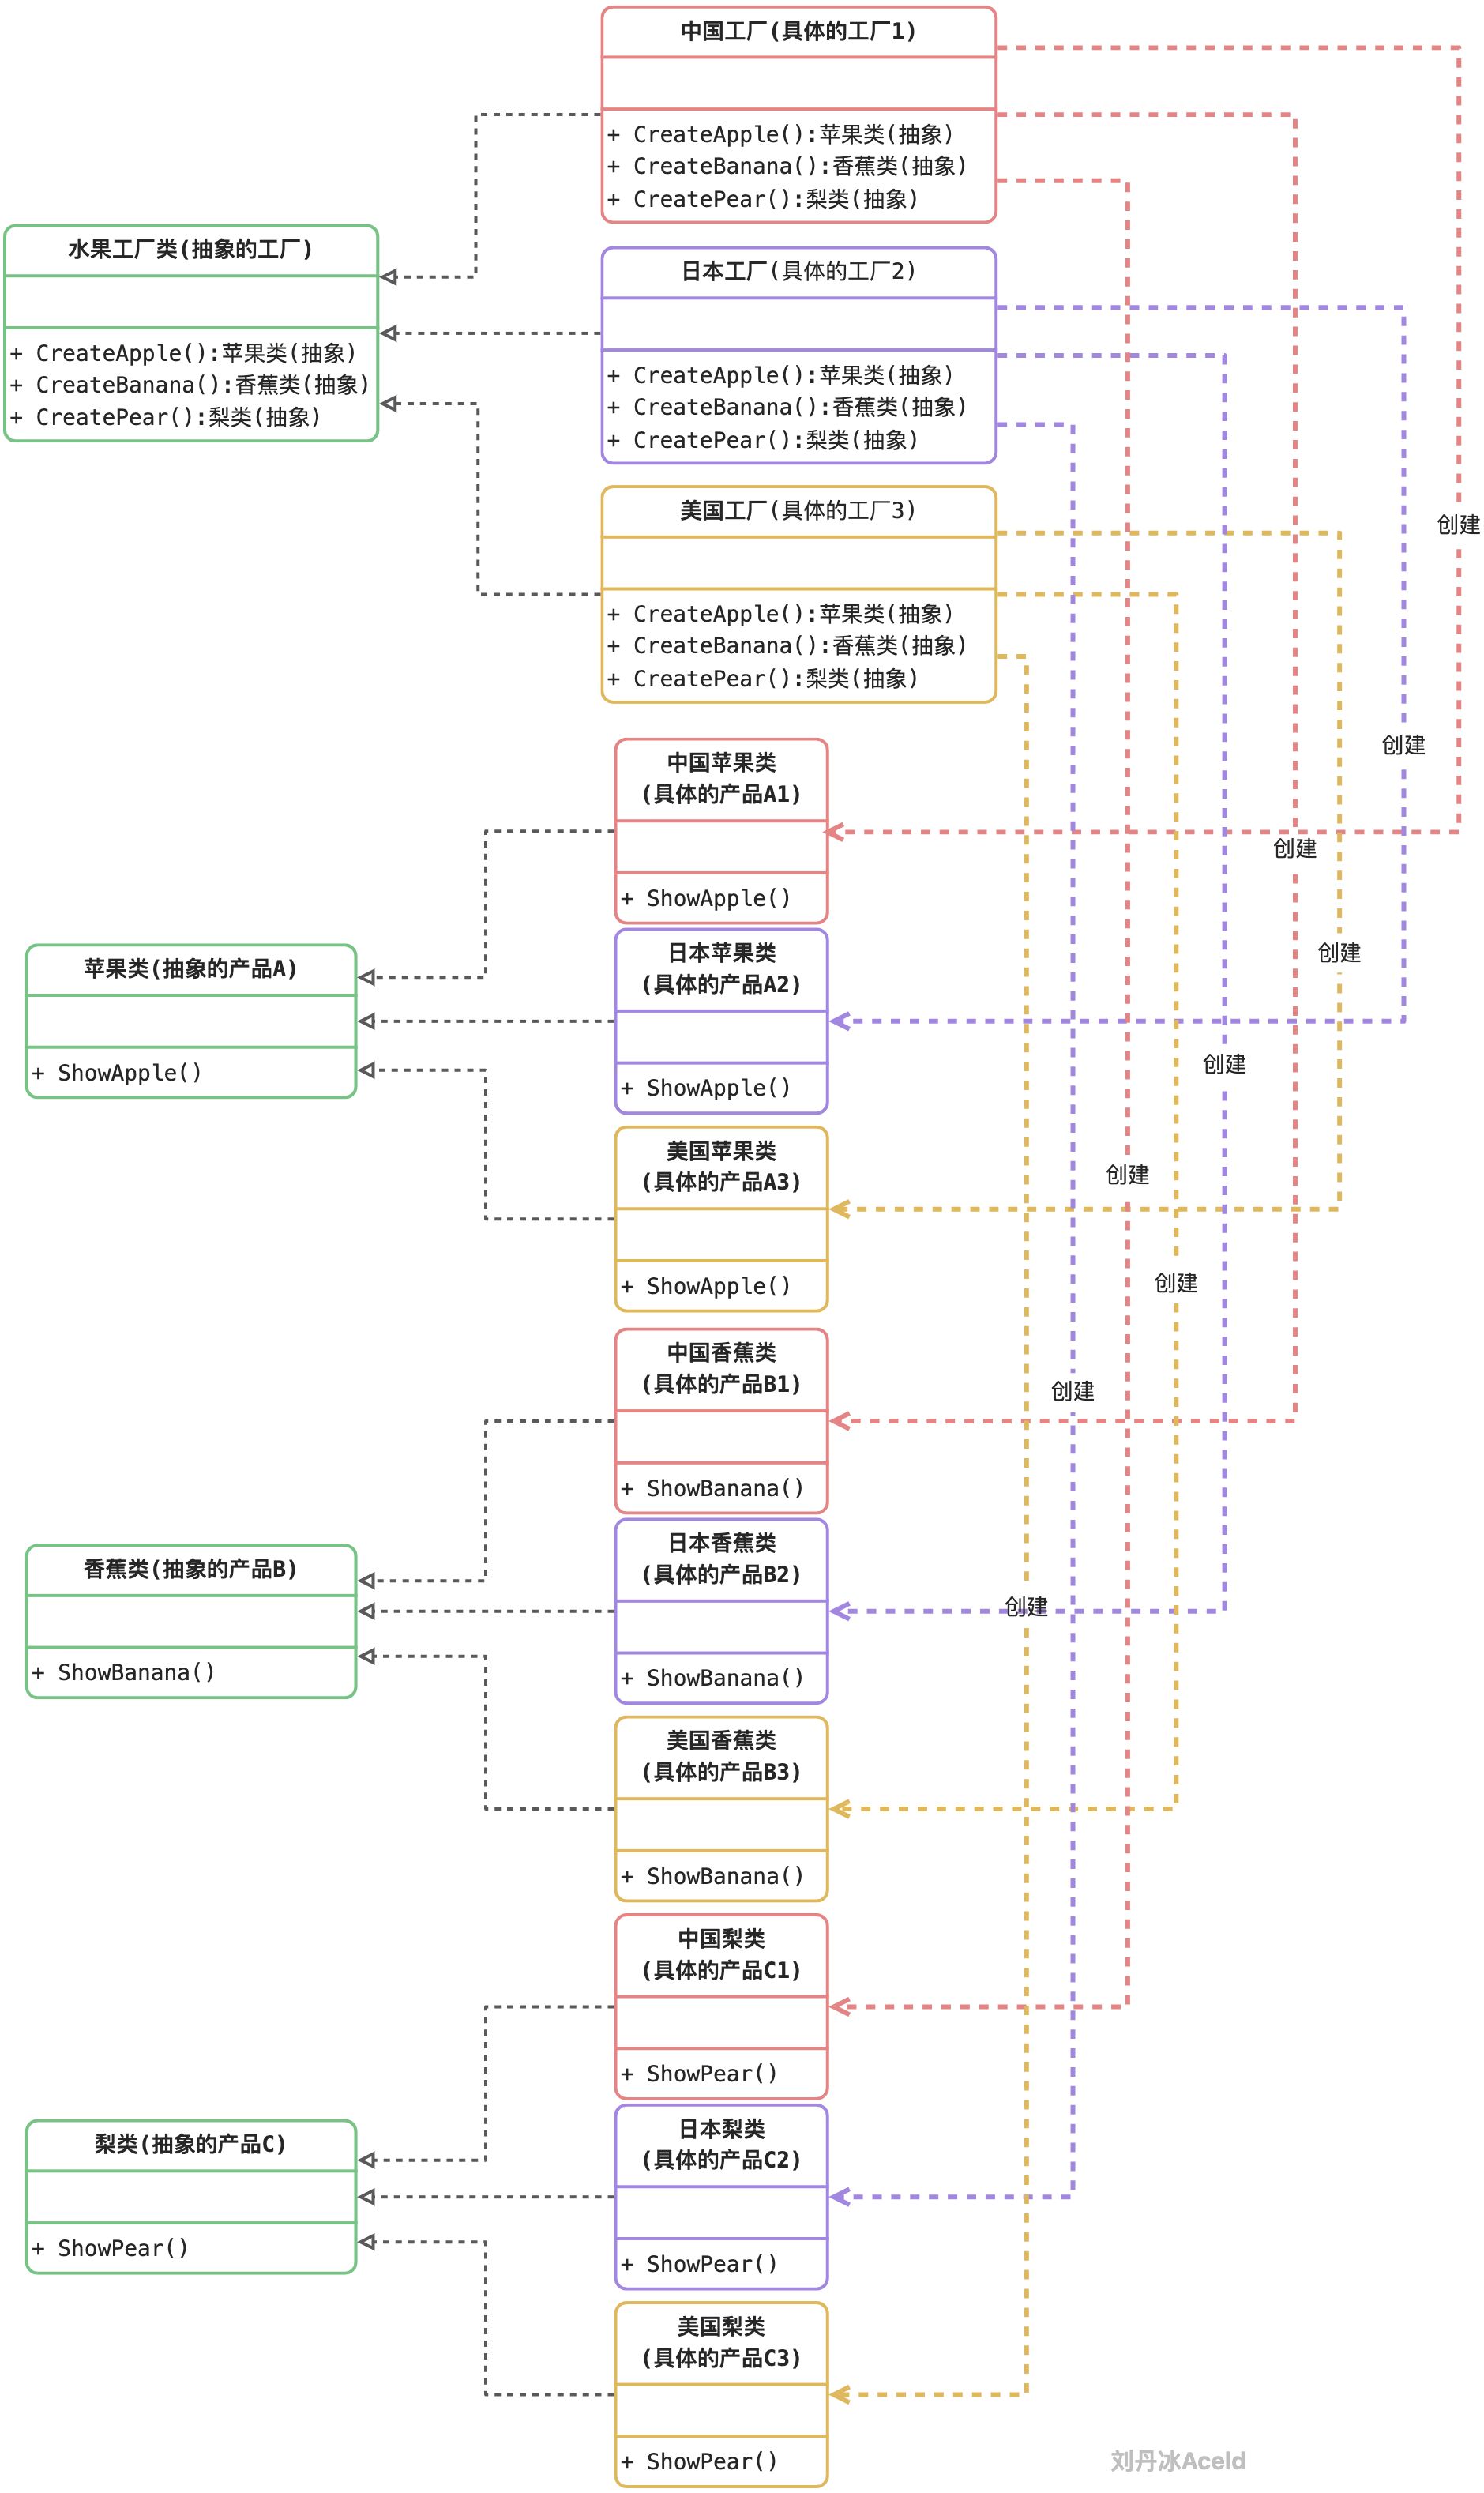 中国工厂(具体的工厂1)
+ CreateApple():苹果类(抽象)
+ CreateBanana():香蕉类(抽象)
+ CreatePear():梨类(抽象)
水果工厂类(抽象的工厂)
+ CreateApple():苹果类(抽象)
+ CreateBanana():香蕉类(抽象)
+ CreatePear():梨类(抽象)
日本工厂(具体的工厂2)
+ CreateApple():苹果类(抽象)
+ CreateBanana():香蕉类(抽象)
+ CreatePear():梨类(抽象)
美国工厂(具体的工厂3)
+ CreateApple():苹果类(抽象)
+ CreateBanana():香蕉类(抽象)
+ CreatePear():梨类(抽象)
创建
创建
中国苹果类
(具体的产品A1)
+ ShowApple()
创建
创建
苹果类(抽象的产品A)
+ ShowApple()
日本苹果类
(具体的产品A2)
+ ShowApple()
创建
美国苹果类
(具体的产品A3)
+ ShowApple()
创建
创建
中国香蕉类
(具体的产品B1)
+ ShowBanana()
创建
香蕉类(抽象的产品B)
+ ShowBanana()
日本香蕉类
(具体的产品B2)
+ ShowBanana()
创建
美国香蕉类
(具体的产品B3)
+ ShowBanana()
中国梨类
(具体的产品C1)
+ ShowPear()
梨类(抽象的产品C)
+ ShowPear()
日本梨类
(具体的产品C2)
+ ShowPear()
美国梨类
(具体的产品C3)
+ ShowPear()
刘丹冰Aceld